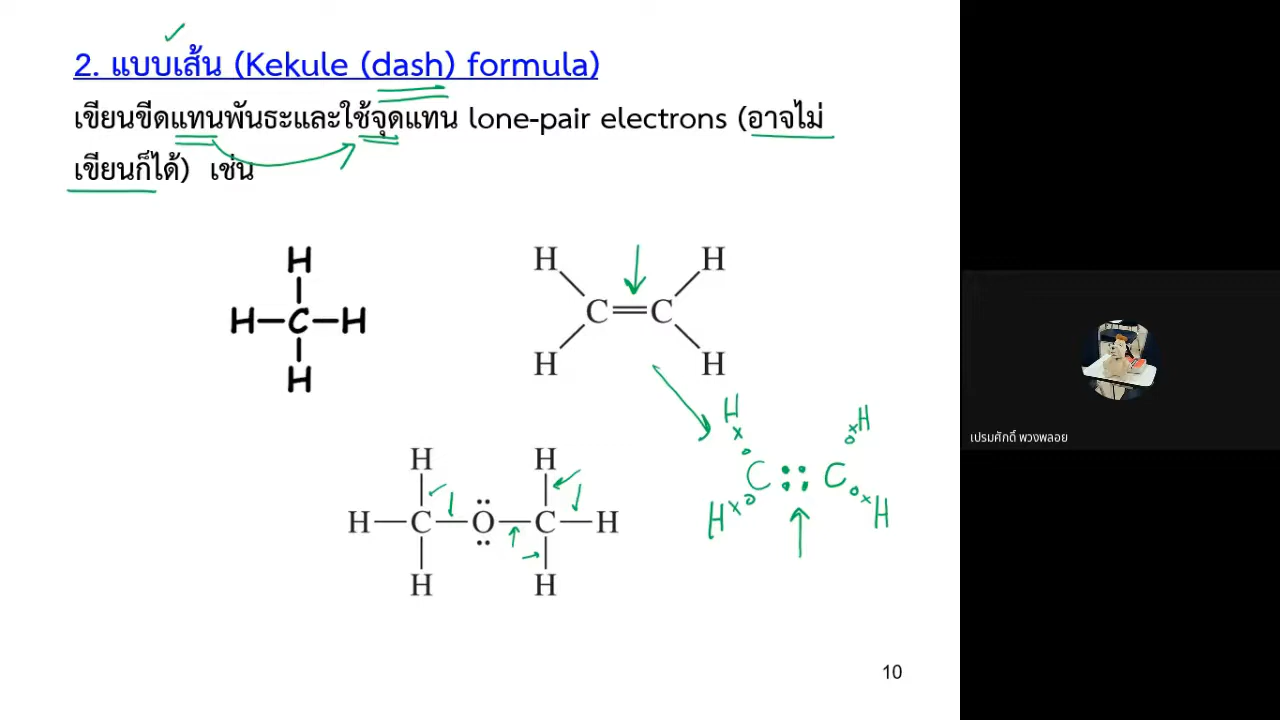 2. แบบเส้น (Kekule (dash) formula)
เขียนขีดแทนพันธะและใช้จุดแทน lone-pair electrons (อาจไม่
เขียนก็ได้) เช่น
H
H—C—H
H
H H
C=C
H H
H H
H—C—O—C—H
H H
H H
C C
H H
เปรมศักดิ์ พวงพลอย
10